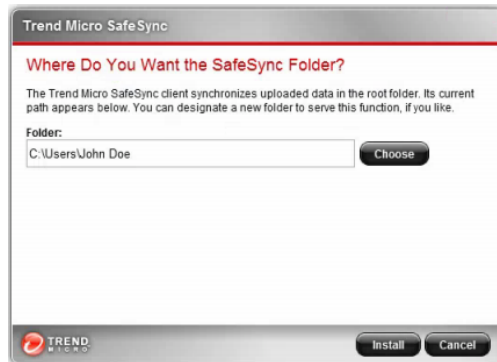 Trend Micro SafeSync
Where Do You Want the SafeSync Folder?
The Trend Micro SafeSync client synchronizes uploaded data in the root folder. Its current
path appears below. You can designate a new folder to serve this function, if you like.
Folder:
C:\Users\John Doe
Choose
TREND
MICRO
Install
Cancel